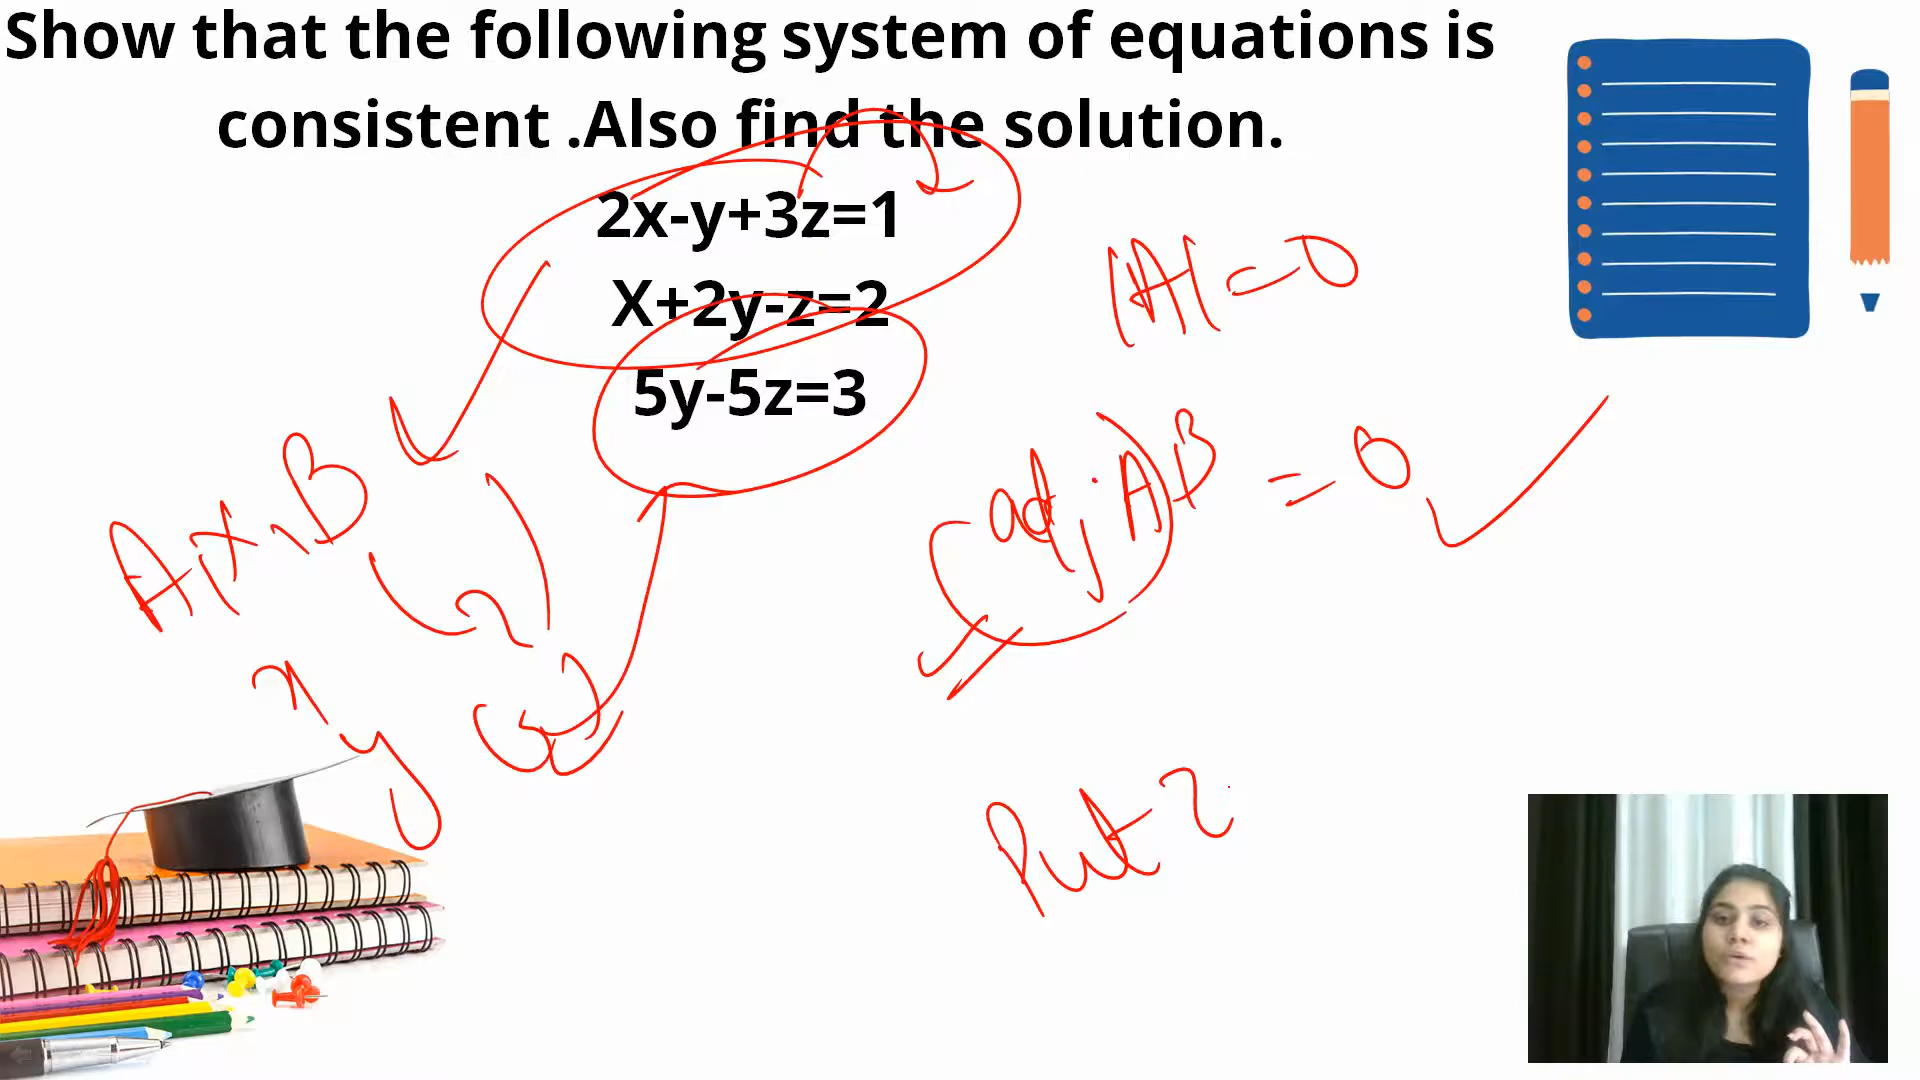 Show that the following system of equations is
consistent .Also find the solution.
2x-y+3z=1
X+2y-z=2
5y-5z=3
|A|=0
adj.A B = 0
A,X,B
x
y
Put z